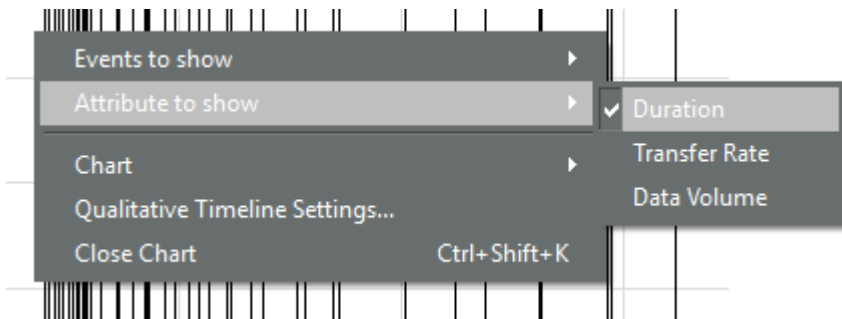 Events to show
Attribute to show
Duration
Transfer Rate
Data Volume
Chart
Qualitative Timeline Settings...
Close Chart Ctrl+Shift+K